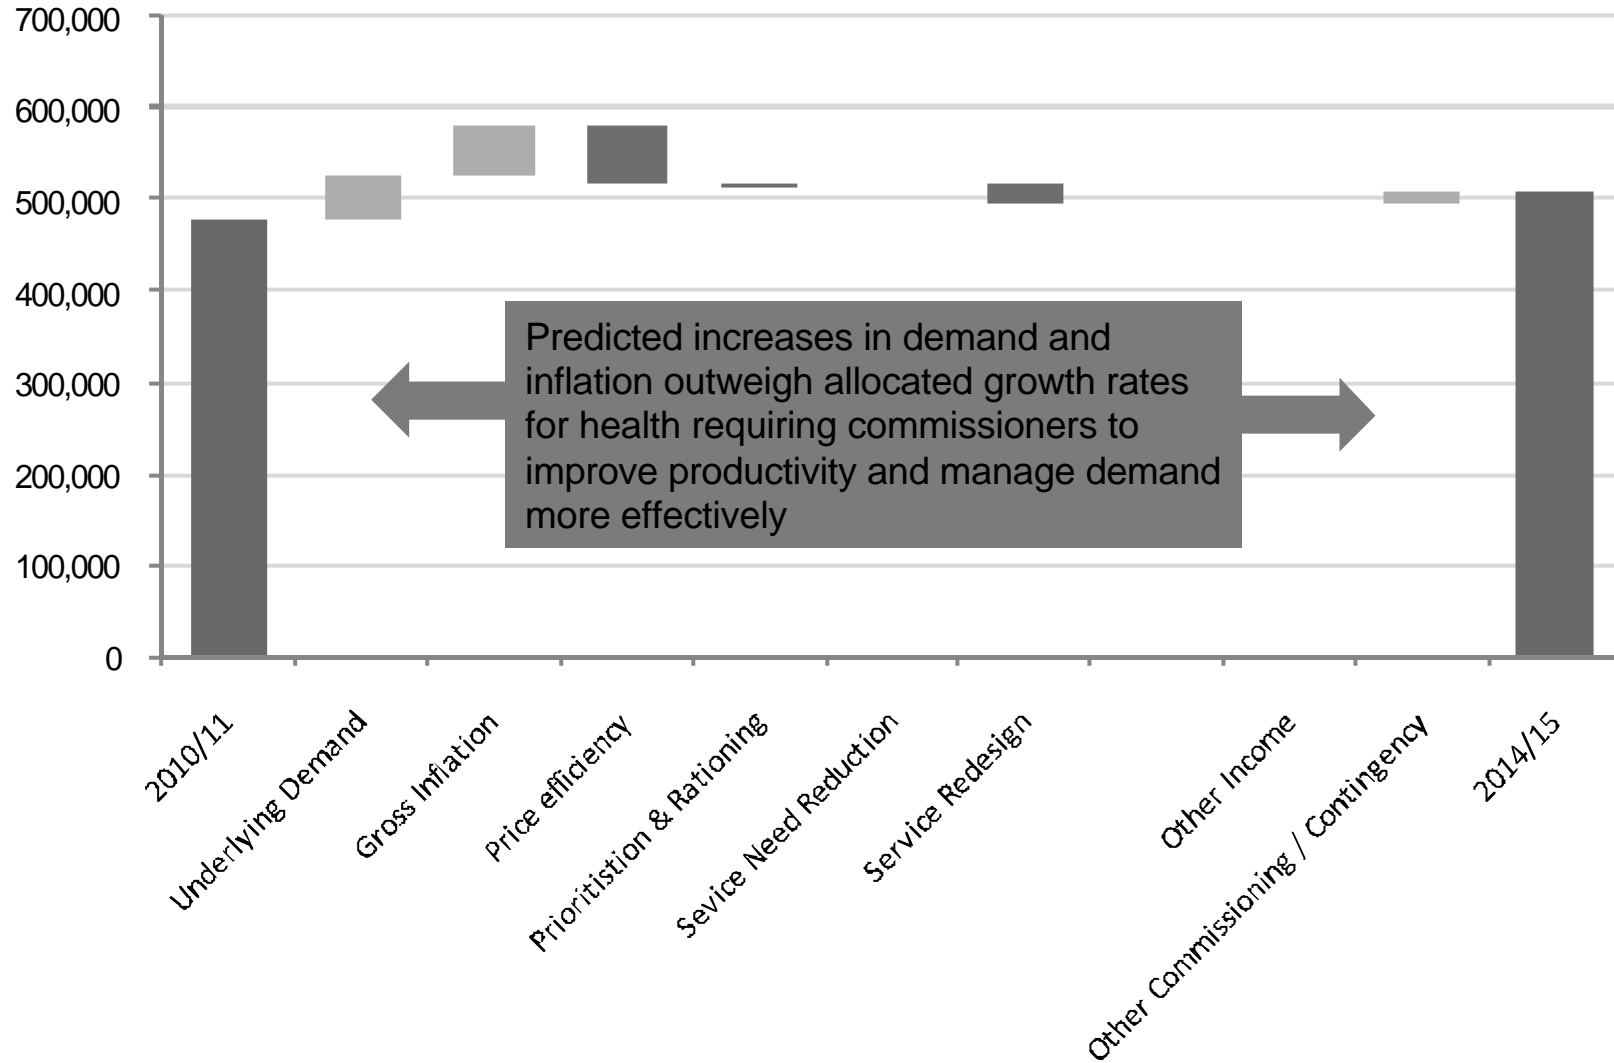 700,000
600,000
500,000
400,000
300,000
200,000
100,000
0
Predicted increases in demand and
inflation outweigh allocated growth rates
for health requiring commissioners to
improve productivity and manage demand
more effectively
2010/11
Underlying Demand
Gross Inflation
Price efficiency
Prioritistion & Rationing
Sevice Need Reduction
Service Redesign
Other Income
Other Commissioning / Contingency
2014/15